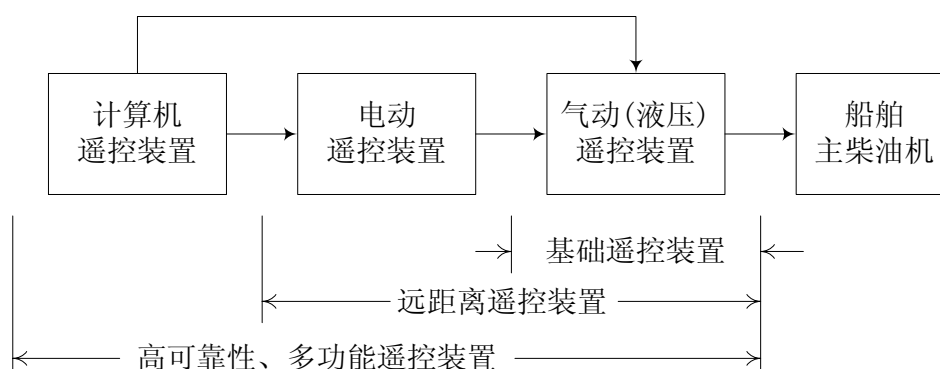 计算机
遥控装置
电动
遥控装置
气动(液压)
遥控装置
船舶
主柴油机
基础遥控装置
远距离遥控装置
高可靠性、多功能遥控装置